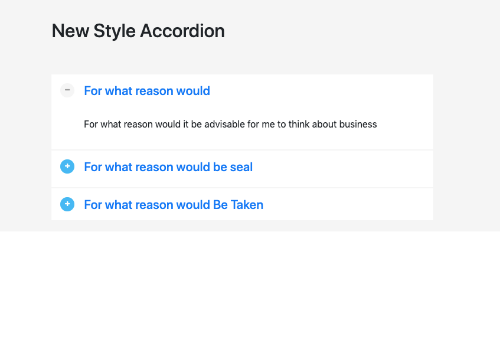 New Style Accordion
For what reason would
For what reason would it be advisable for me to think about business
For what reason would be seal
For what reason would Be Taken